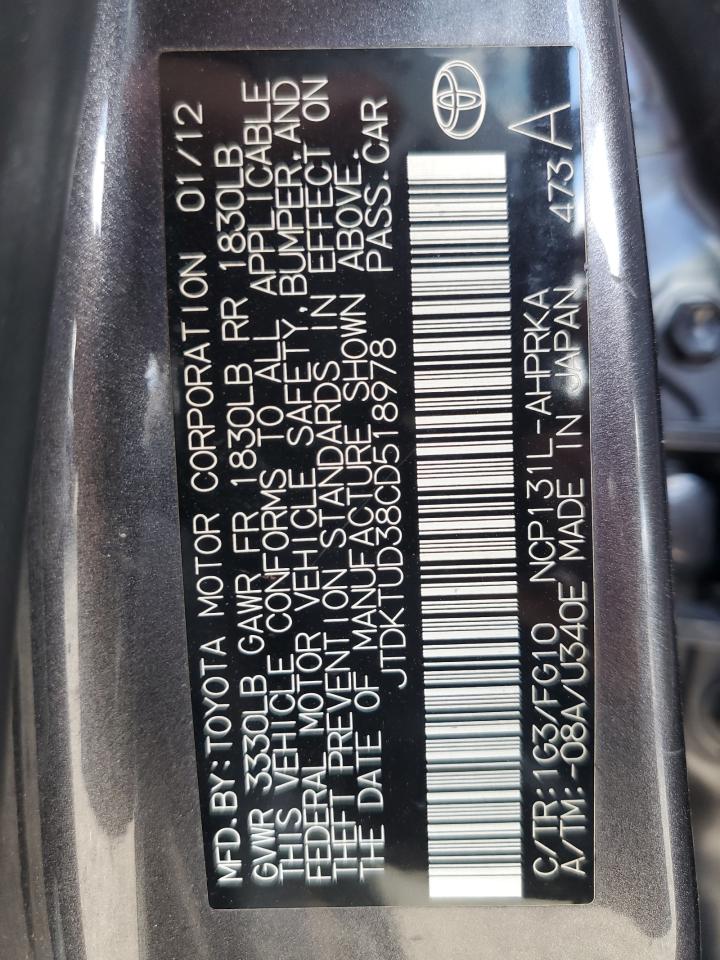 MFD. BY: TOYOTA MOTOR CORPORATION 01/12
GVWR 3330LB GAWR FR 1830LB RR 1830LB
THIS VEHICLE CONFORMS TO ALL APPLICABLE
FEDERAL MOTOR VEHICLE SAFETY, BUMPER, AND
THEFT PREVENTION STANDARDS IN EFFECT ON
THE DATE OF MANUFACTURE SHOWN ABOVE.
JTDKTUD38CD518978 PASS. CAR
C/TR: 1G3/FG10 NCP131L-AHPRKA
A/TM: -08A/U340E MADE IN JAPAN 473 A